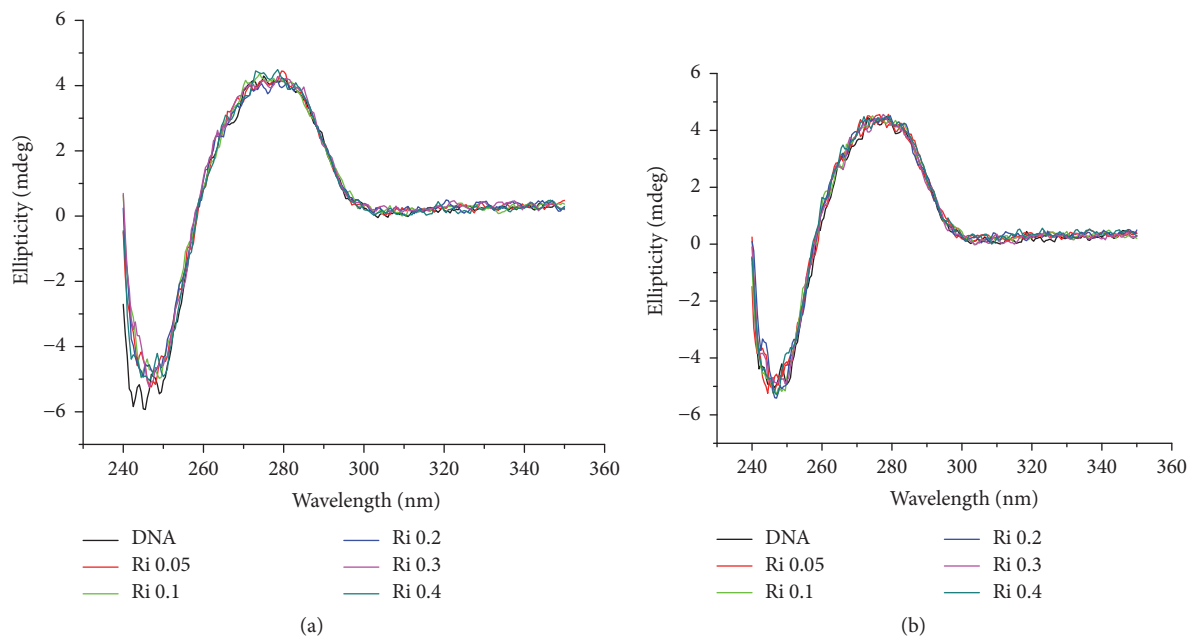 6
4
2
0
−2
−4
−6
Ellipticity (mdeg)
240 260 280 300 320 340 360
Wavelength (nm)
DNA
Ri 0.05
Ri 0.1
Ri 0.2
Ri 0.3
Ri 0.4
(a)
6
4
2
0
−2
−4
−6
Ellipticity (mdeg)
240 260 280 300 320 340 360
Wavelength (nm)
DNA
Ri 0.05
Ri 0.1
Ri 0.2
Ri 0.3
Ri 0.4
(b)